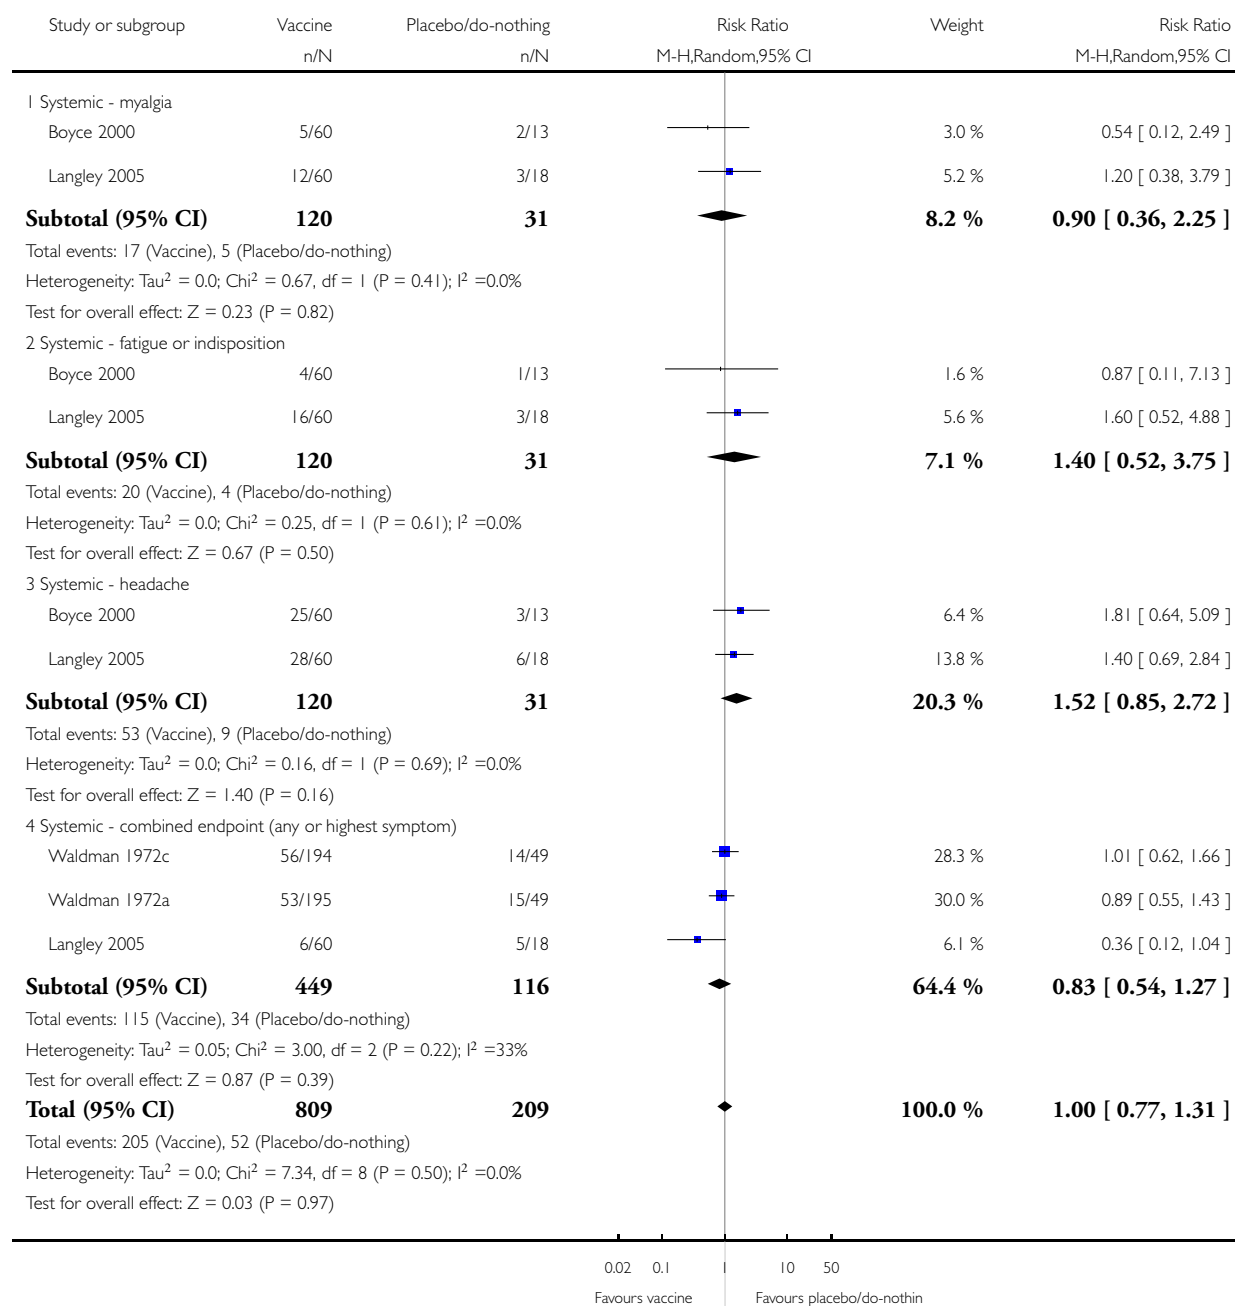 Study or subgroup Vaccine Placebo/do-nothing Risk Ratio Weight Risk Ratio
n/N n/N M-H,Random,95% CI M-H,Random,95% CI
1 Systemic - myalgia
Boyce 2000 5/60 2/13 3.0 % 0.54 [ 0.12, 2.49 ]
Langley 2005 12/60 3/18 5.2 % 1.20 [ 0.38, 3.79 ]
Subtotal (95% CI) 120 31 8.2 % 0.90 [ 0.36, 2.25 ]
Total events: 17 (Vaccine), 5 (Placebo/do-nothing)
Heterogeneity: Tau² = 0.0; Chi² = 0.67, df = 1 (P = 0.41); I² =0.0%
Test for overall effect: Z = 0.23 (P = 0.82)
2 Systemic - fatigue or indisposition
Boyce 2000 4/60 1/13 1.6 % 0.87 [ 0.11, 7.13 ]
Langley 2005 16/60 3/18 5.6 % 1.60 [ 0.52, 4.88 ]
Subtotal (95% CI) 120 31 7.1 % 1.40 [ 0.52, 3.75 ]
Total events: 20 (Vaccine), 4 (Placebo/do-nothing)
Heterogeneity: Tau² = 0.0; Chi² = 0.25, df = 1 (P = 0.61); I² =0.0%
Test for overall effect: Z = 0.67 (P = 0.50)
3 Systemic - headache
Boyce 2000 25/60 3/13 6.4 % 1.81 [ 0.64, 5.09 ]
Langley 2005 28/60 6/18 13.8 % 1.40 [ 0.69, 2.84 ]
Subtotal (95% CI) 120 31 20.3 % 1.52 [ 0.85, 2.72 ]
Total events: 53 (Vaccine), 9 (Placebo/do-nothing)
Heterogeneity: Tau² = 0.0; Chi² = 0.16, df = 1 (P = 0.69); I² =0.0%
Test for overall effect: Z = 1.40 (P = 0.16)
4 Systemic - combined endpoint (any or highest symptom)
Waldman 1972c 56/194 14/49 28.3 % 1.01 [ 0.62, 1.66 ]
Waldman 1972a 53/195 15/49 30.0 % 0.89 [ 0.55, 1.43 ]
Langley 2005 6/60 5/18 6.1 % 0.36 [ 0.12, 1.04 ]
Subtotal (95% CI) 449 116 64.4 % 0.83 [ 0.54, 1.27 ]
Total events: 115 (Vaccine), 34 (Placebo/do-nothing)
Heterogeneity: Tau² = 0.05; Chi² = 3.00, df = 2 (P = 0.22); I² =33%
Test for overall effect: Z = 0.87 (P = 0.39)
Total (95% CI) 809 209 100.0 % 1.00 [ 0.77, 1.31 ]
Total events: 205 (Vaccine), 52 (Placebo/do-nothing)
Heterogeneity: Tau² = 0.0; Chi² = 7.34, df = 8 (P = 0.50); I² =0.0%
Test for overall effect: Z = 0.03 (P = 0.97)
0.02 0.1 1 10 50
Favours vaccine Favours placebo/do-nothin